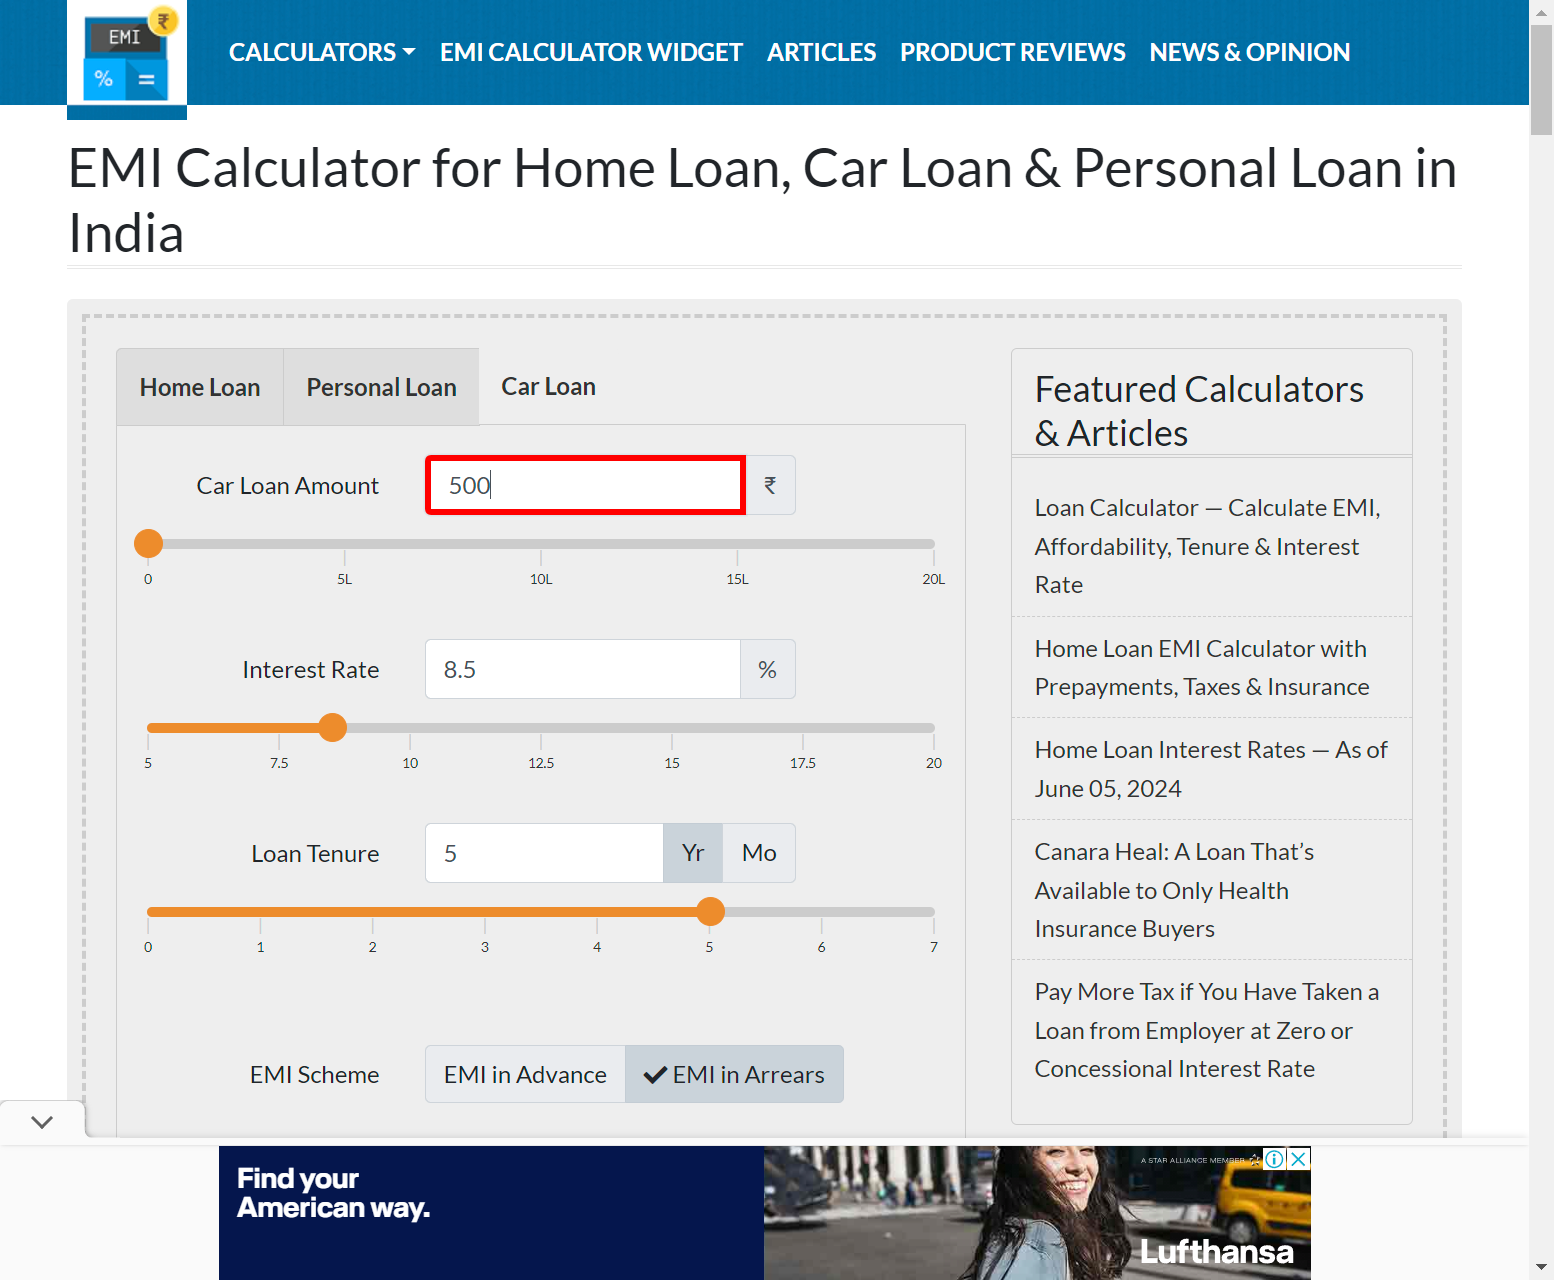 EMI
₹
%
=
CALCULATORS
EMI CALCULATOR WIDGET
ARTICLES
PRODUCT REVIEWS
NEWS & OPINION
EMI Calculator for Home Loan, Car Loan & Personal Loan in
India
Home Loan
Personal Loan
Car Loan
Car Loan Amount
500
₹
0
5L
10L
15L
20L
Interest Rate
8.5
%
5
7.5
10
12.5
15
17.5
20
Loan Tenure
5
Yr
Mo
0
1
2
3
4
5
6
7
EMI Scheme
EMI in Advance
EMI in Arrears
Featured Calculators
& Articles
Loan Calculator — Calculate EMI,
Affordability, Tenure & Interest
Rate
Home Loan EMI Calculator with
Prepayments, Taxes & Insurance
Home Loan Interest Rates — As of
June 05, 2024
Canara Heal: A Loan That’s
Available to Only Health
Insurance Buyers
Pay More Tax if You Have Taken a
Loan from Employer at Zero or
Concessional Interest Rate
Find your
American way.
A STAR ALLIANCE MEMBER
Lufthansa